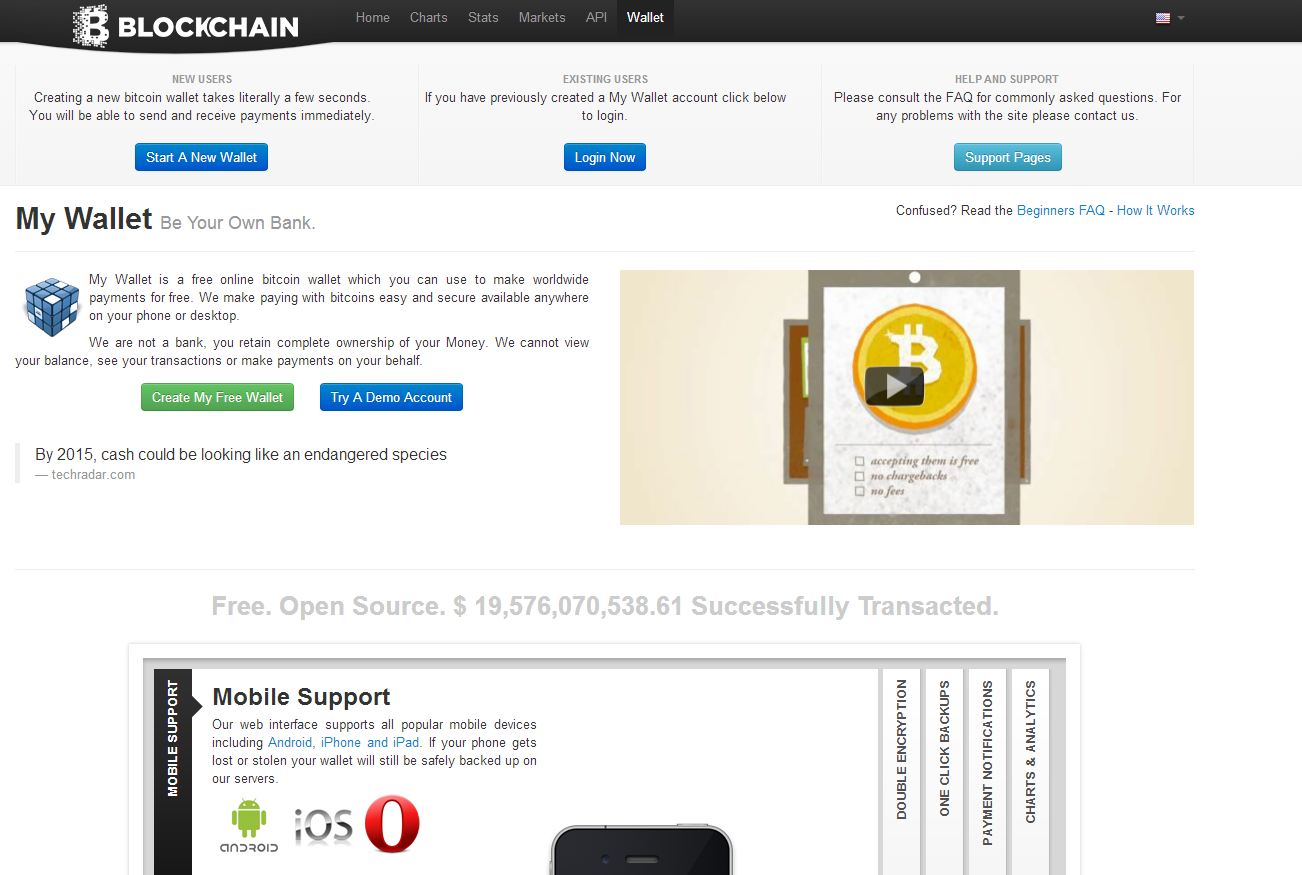 BLOCKCHAIN
Home Charts Stats Markets API Wallet
NEW USERS
Creating a new bitcoin wallet takes literally a few seconds.
You will be able to send and receive payments immediately.
Start A New Wallet
EXISTING USERS
If you have previously created a My Wallet account click below
to login.
Login Now
HELP AND SUPPORT
Please consult the FAQ for commonly asked questions. For
any problems with the site please contact us.
Support Pages
My Wallet Be Your Own Bank.
Confused? Read the Beginners FAQ - How It Works
My Wallet is a free online bitcoin wallet which you can use to make worldwide
payments for free. We make paying with bitcoins easy and secure available anywhere
on your phone or desktop.
We are not a bank, you retain complete ownership of your Money. We cannot view
your balance, see your transactions or make payments on your behalf.
Create My Free Wallet
Try A Demo Account
By 2015, cash could be looking like an endangered species
— techradar.com
accepting them is free
no chargebacks
no fees
Free. Open Source. $ 19,576,070,538.61 Successfully Transacted.
MOBILE SUPPORT
Mobile Support
Our web interface supports all popular mobile devices
including Android, iPhone and iPad. If your phone gets
lost or stolen your wallet will still be safely backed up on
our servers.
ANDROID
iOS
DOUBLE ENCRYPTION
ONE CLICK BACKUPS
PAYMENT NOTIFICATIONS
CHARTS & ANALYTICS